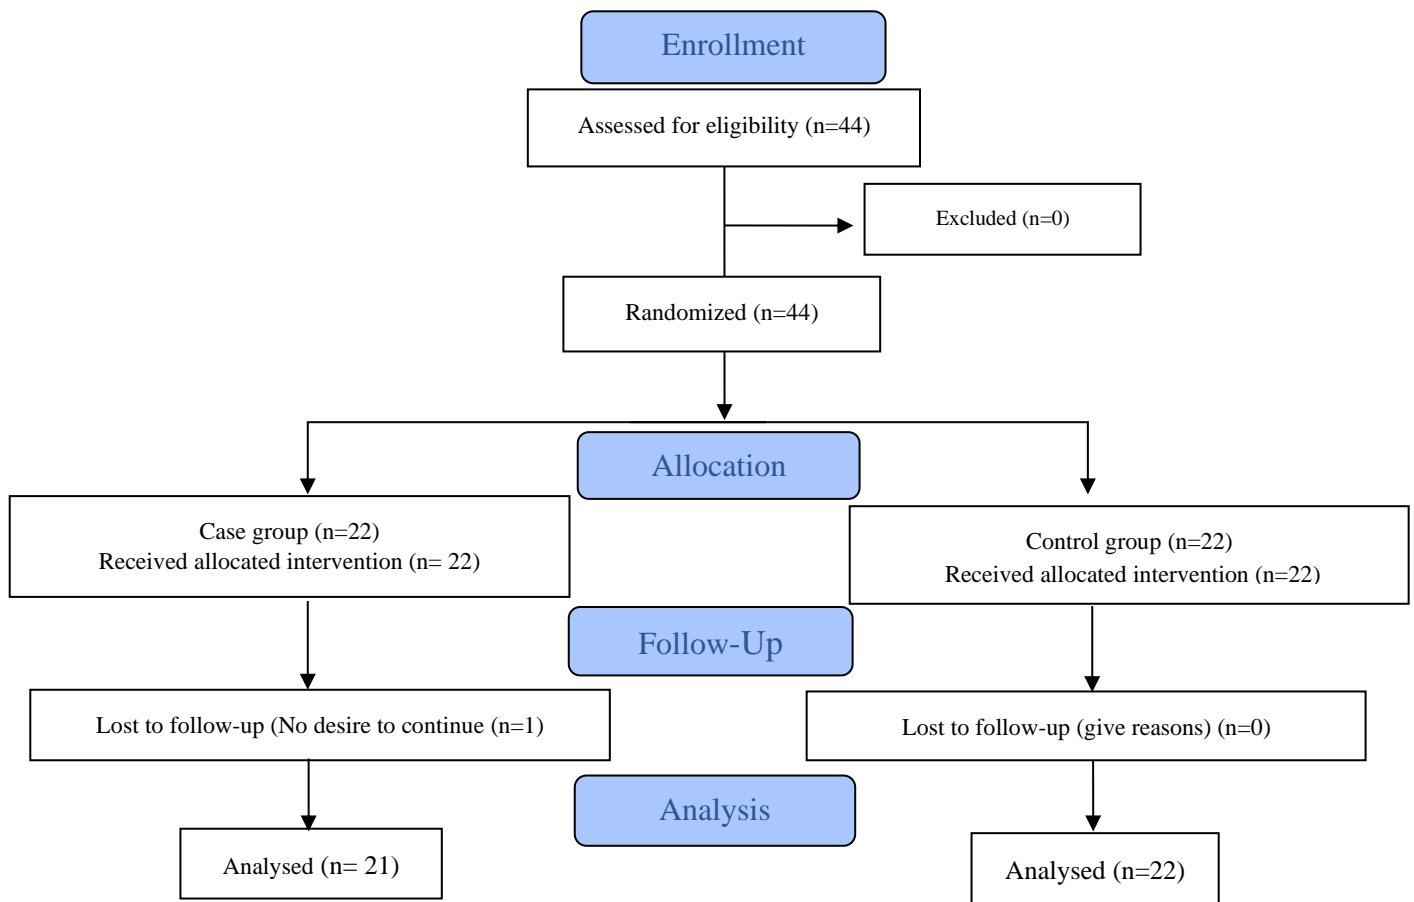 Enrollment
Assessed for eligibility (n=44)
Excluded (n=0)
Randomized (n=44)
Allocation
Case group (n=22)
Received allocated intervention (n= 22)
Control group (n=22)
Received allocated intervention (n=22)
Follow-Up
Lost to follow-up (No desire to continue (n=1)
Lost to follow-up (give reasons) (n=0)
Analysis
Analysed (n= 21)
Analysed (n=22)